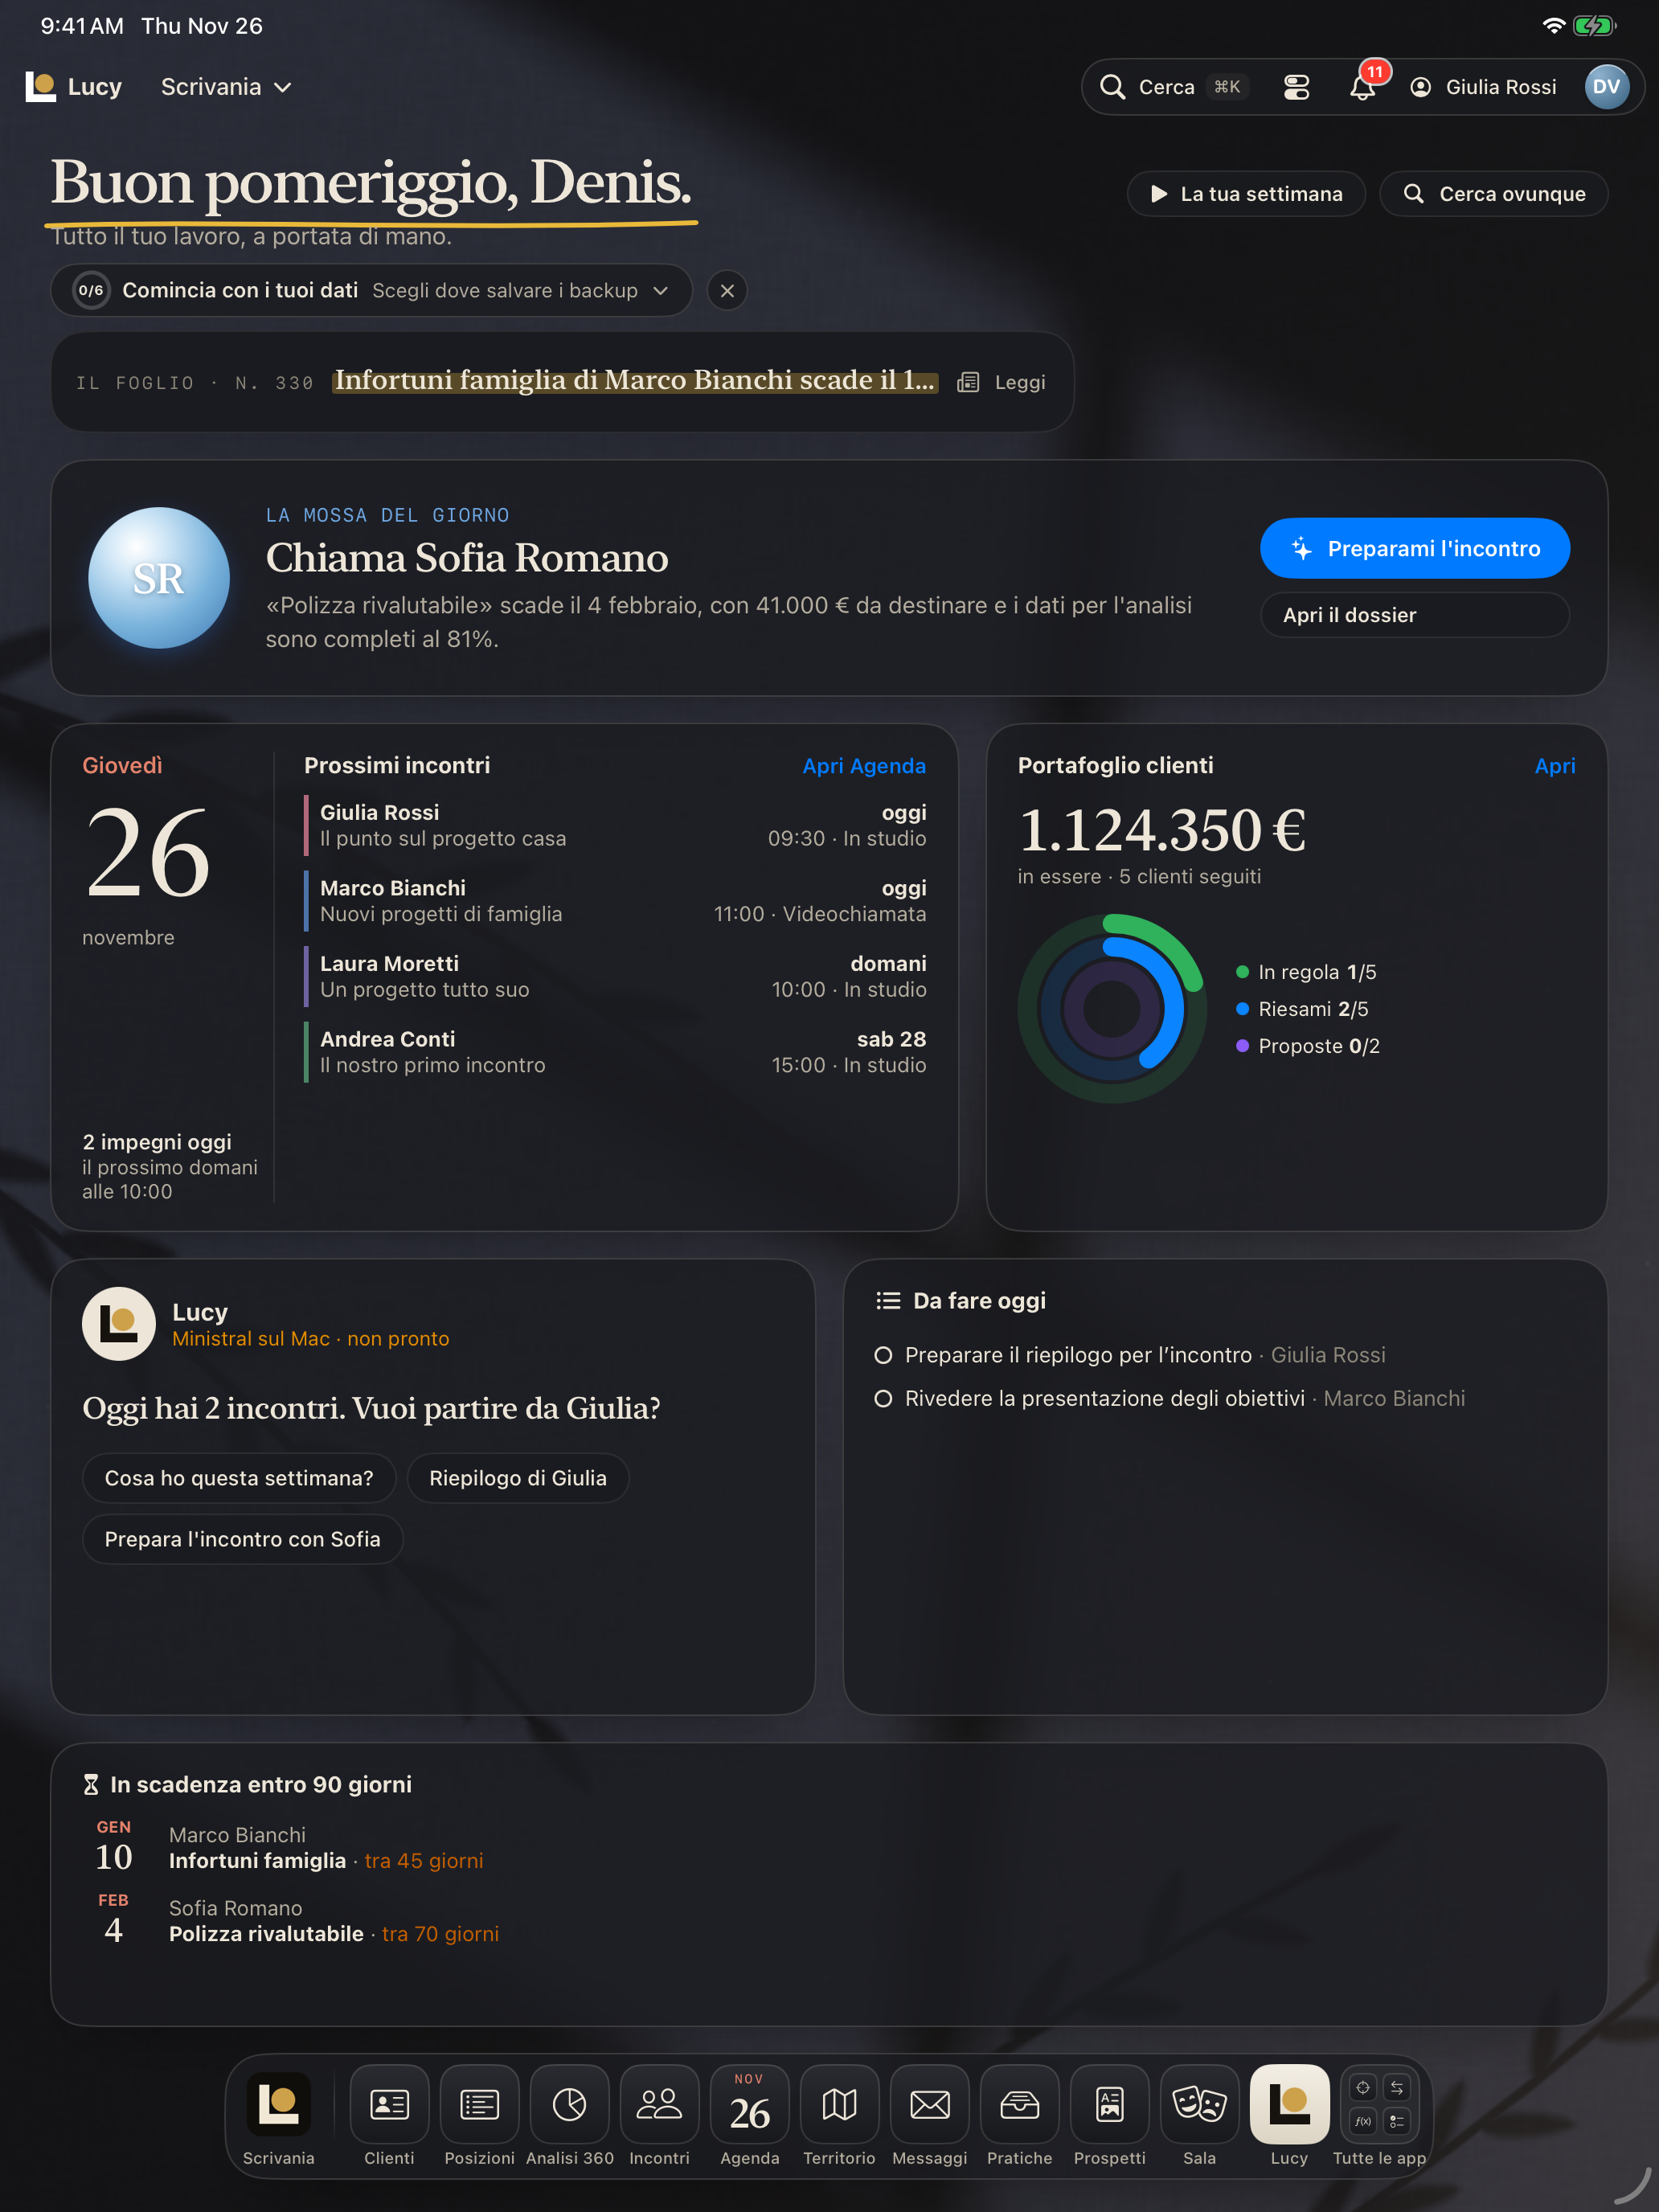 9:41 AM Thu Nov 26
Lucy Scrivania Cerca ⌘K 11 Giulia Rossi DV
Buon pomeriggio, Denis.
Tutto il tuo lavoro, a portata di mano.
La tua settimana Cerca ovunque
0/6 Comincia con i tuoi dati Scegli dove salvare i backup
IL FOGLIO · N. 330 Infortuni famiglia di Marco Bianchi scade il 1... Leggi
SR
LA MOSSA DEL GIORNO
Chiama Sofia Romano
«Polizza rivalutabile» scade il 4 febbraio, con 41.000 € da destinare e i dati per l'analisi
sono completi al 81%.
Preparami l'incontro
Apri il dossier
Giovedì
26
novembre
2 impegni oggi
il prossimo domani
alle 10:00
Prossimi incontri Apri Agenda
Giulia Rossi oggi
Il punto sul progetto casa 09:30 · In studio
Marco Bianchi oggi
Nuovi progetti di famiglia 11:00 · Videochiamata
Laura Moretti domani
Un progetto tutto suo 10:00 · In studio
Andrea Conti sab 28
Il nostro primo incontro 15:00 · In studio
Portafoglio clienti Apri
1.124.350 €
in essere · 5 clienti seguiti
In regola 1/5
Riesami 2/5
Proposte 0/2
Lucy
Ministral sul Mac · non pronto
Oggi hai 2 incontri. Vuoi partire da Giulia?
Cosa ho questa settimana? Riepilogo di Giulia
Prepara l'incontro con Sofia
Da fare oggi
Preparare il riepilogo per l’incontro · Giulia Rossi
Rivedere la presentazione degli obiettivi · Marco Bianchi
In scadenza entro 90 giorni
GEN
10
Marco Bianchi
Infortuni famiglia · tra 45 giorni
FEB
4
Sofia Romano
Polizza rivalutabile · tra 70 giorni
NOV
26
f(x)
Scrivania Clienti Posizioni Analisi 360 Incontri Agenda Territorio Messaggi Pratiche Prospetti Sala Lucy Tutte le app